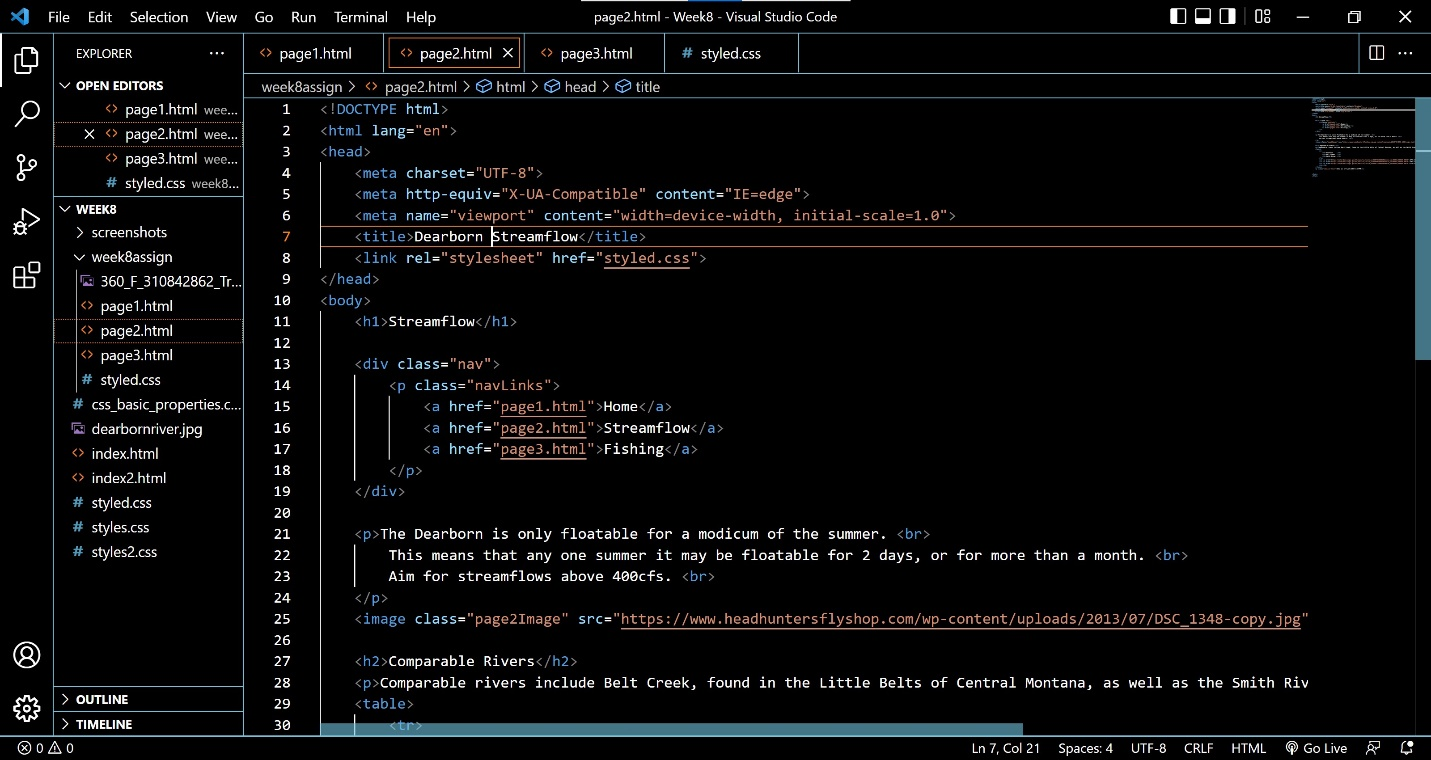 File Edit Selection View Go Run Terminal Help
page2.html - Week8 - Visual Studio Code
EXPLORER ...
page1.html page2.html page3.html # styled.css ...
OPEN EDITORS
page1.html wee...
page2.html wee...
page3.html wee...
# styled.css week8...
WEEK8
screenshots
week8assign
360_F_310842862_Tr...
page1.html
page2.html
page3.html
# styled.css
# css_basic_properties.c...
dearbornriver.jpg
index.html
index2.html
# styled.css
# styles.css
# styles2.css
OUTLINE
TIMELINE
week8assign > page2.html > html > head > title
1 <!DOCTYPE html>
2 <html lang="en">
3 <head>
4 <meta charset="UTF-8">
5 <meta http-equiv="X-UA-Compatible" content="IE=edge">
6 <meta name="viewport" content="width=device-width, initial-scale=1.0">
7 <title>Dearborn Streamflow</title>
8 <link rel="stylesheet" href="styled.css">
9 </head>
10 <body>
11 <h1>Streamflow</h1>
12
13 <div class="nav">
14 <p class="navLinks">
15 <a href="page1.html">Home</a>
16 <a href="page2.html">Streamflow</a>
17 <a href="page3.html">Fishing</a>
18 </p>
19 </div>
20
21 <p>The Dearborn is only floatable for a modicum of the summer. <br>
22 This means that any one summer it may be floatable for 2 days, or for more than a month. <br>
23 Aim for streamflows above 400cfs. <br>
24 </p>
25 <image class="page2Image" src="https://www.headhuntersflyshop.com/wp-content/uploads/2013/07/DSC_1348-copy.jpg"
26
27 <h2>Comparable Rivers</h2>
28 <p>Comparable rivers include Belt Creek, found in the Little Belts of Central Montana, as well as the Smith Riv
29 <table>
30 <tr>
0 0 Ln 7, Col 21 Spaces: 4 UTF-8 CRLF HTML Go Live